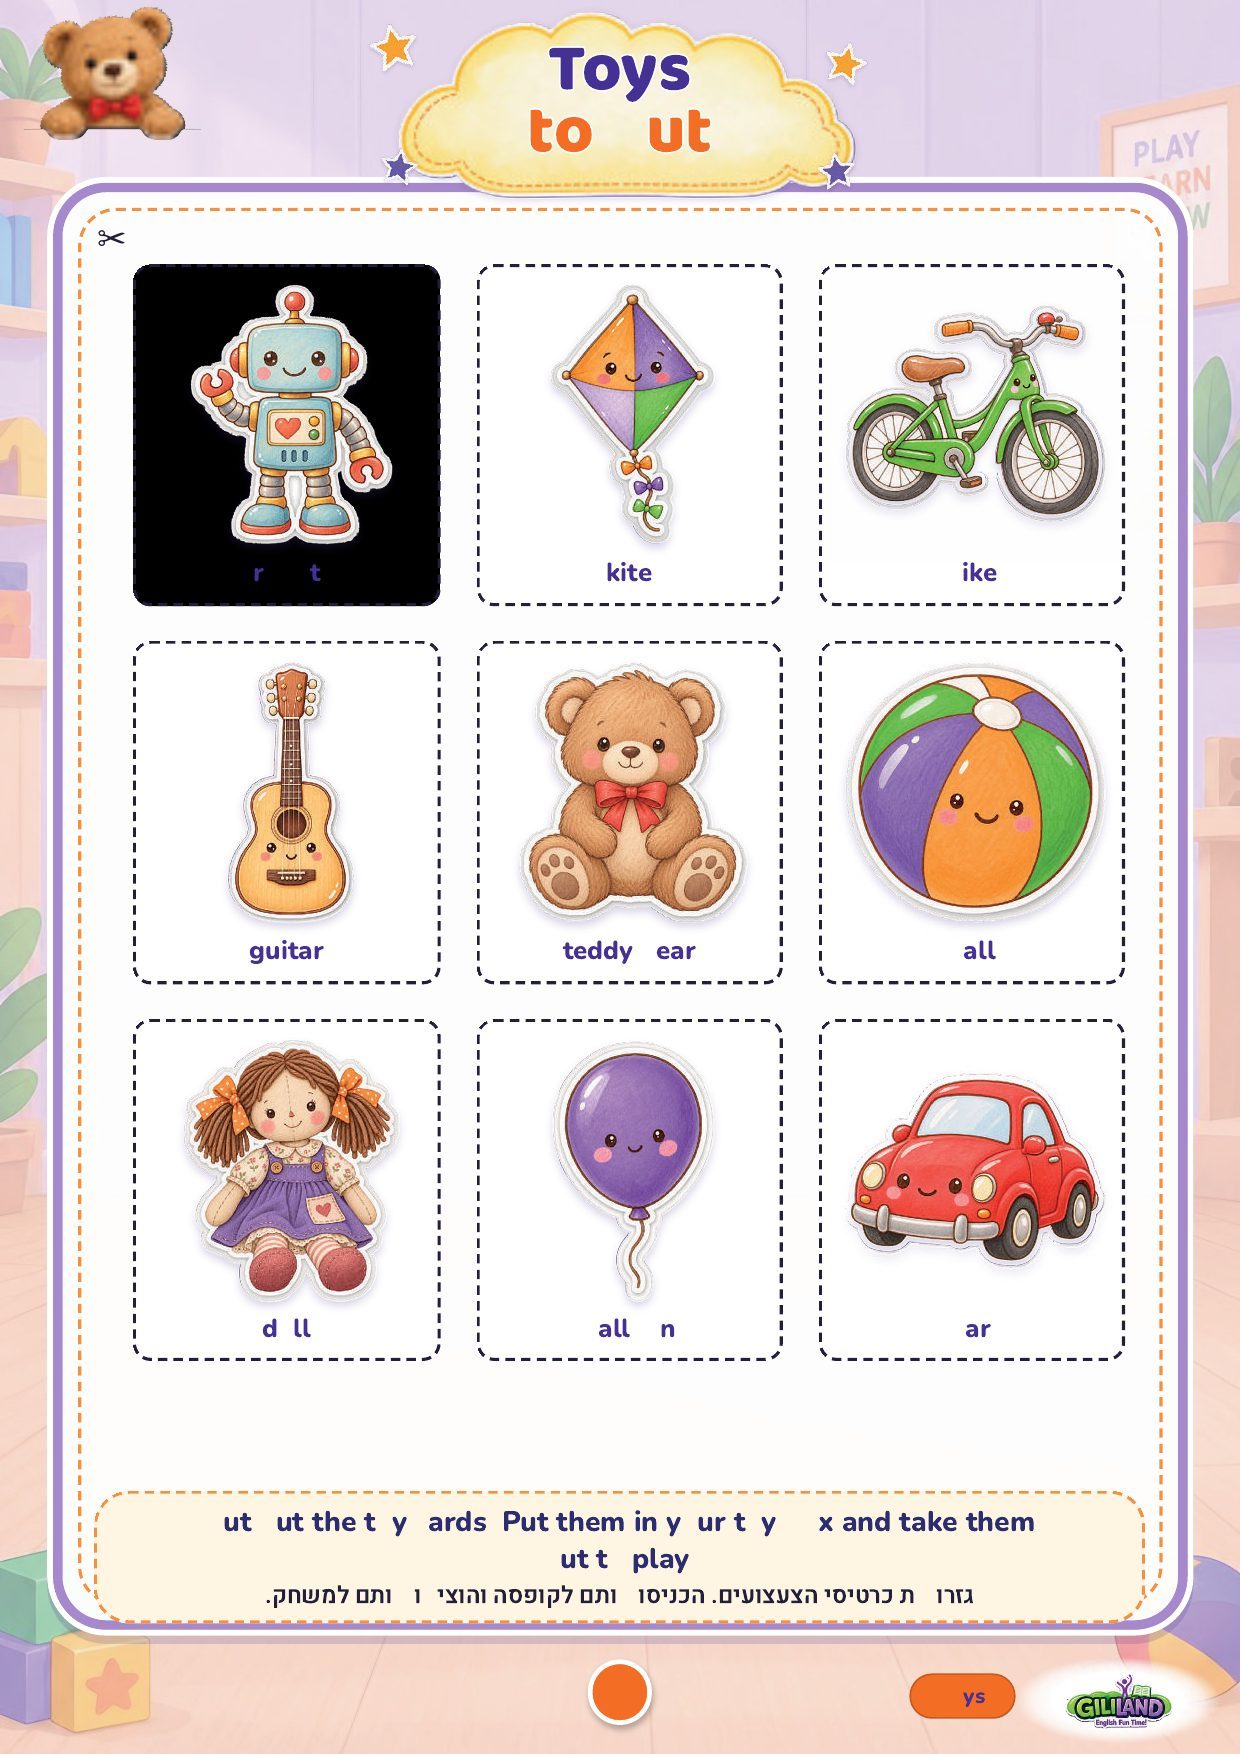 Toys
to ut
PLAY
r t
kite
ike
guitar
teddy ear
all
d ll
all n
ar
ut ut the t y ards Put them in y ur t y x and take them
ut t play
גזרו ת כרטיסי הצעצועים. הכניסו ותם לקופסה והוצי ו ותם למשחק.
ys
GILILAND
English Fun Time!